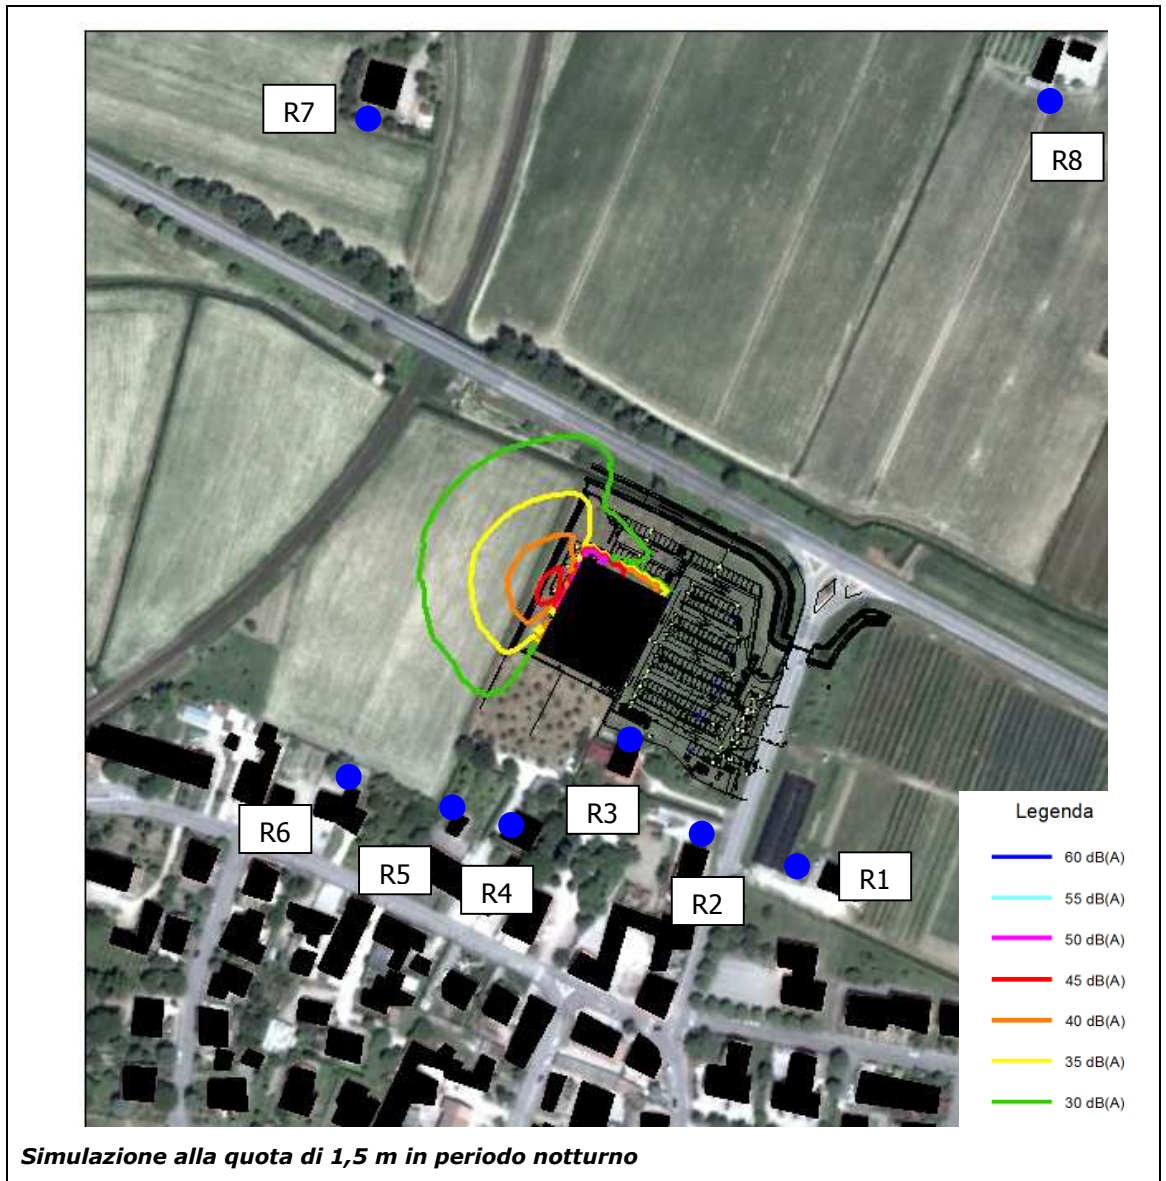 R7
R8
R3
R6
R5
R4
R2
R1
Legenda
60 dB(A)
55 dB(A)
50 dB(A)
45 dB(A)
40 dB(A)
35 dB(A)
30 dB(A)
Simulazione alla quota di 1,5 m in periodo notturno